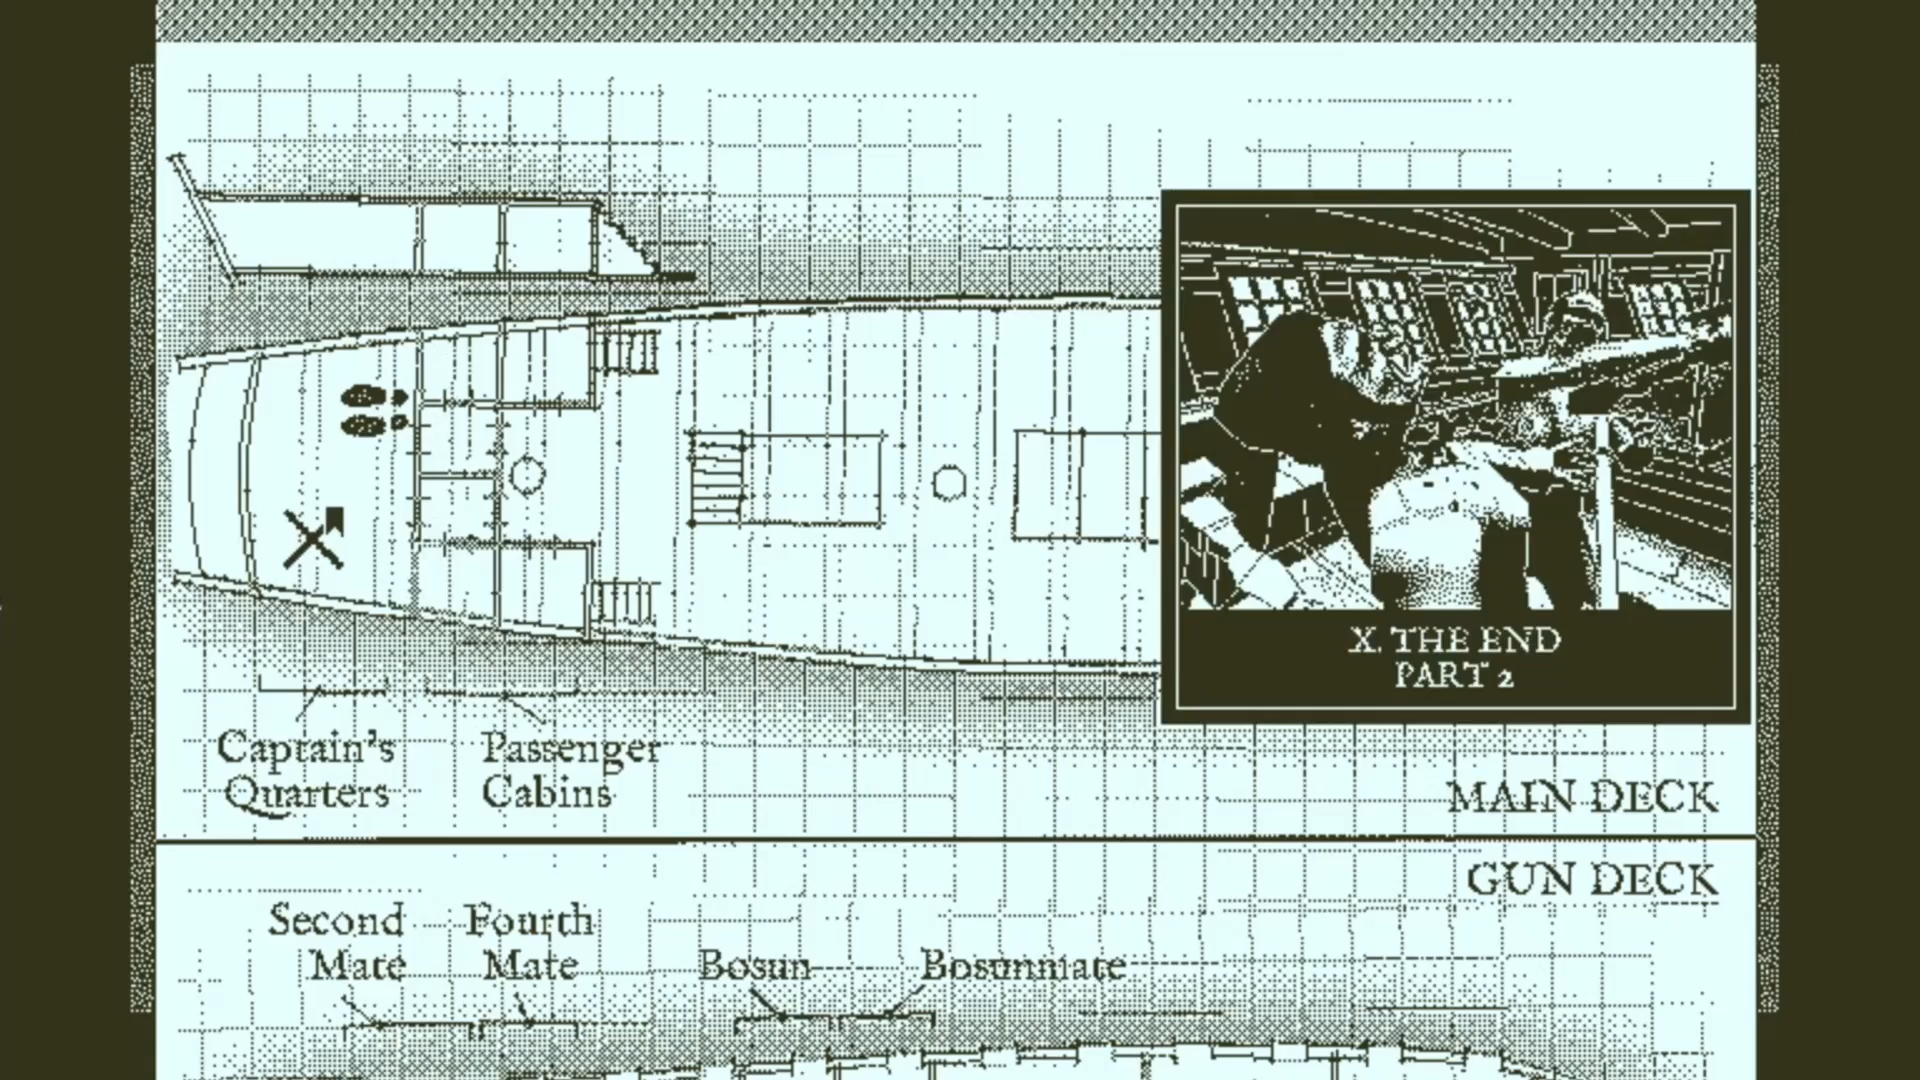 X. THE END
PART 2
Captain's
Quarters
Passenger
Cabins
MAIN DECK
GUN DECK
Second
Mate
Fourth
Mate
Bosun
Bosunmate